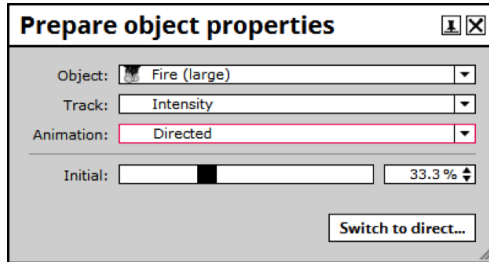 Prepare object properties
Object: Fire (large)
Track: Intensity
Animation: Directed
Initial: 33.3 %
Switch to direct...